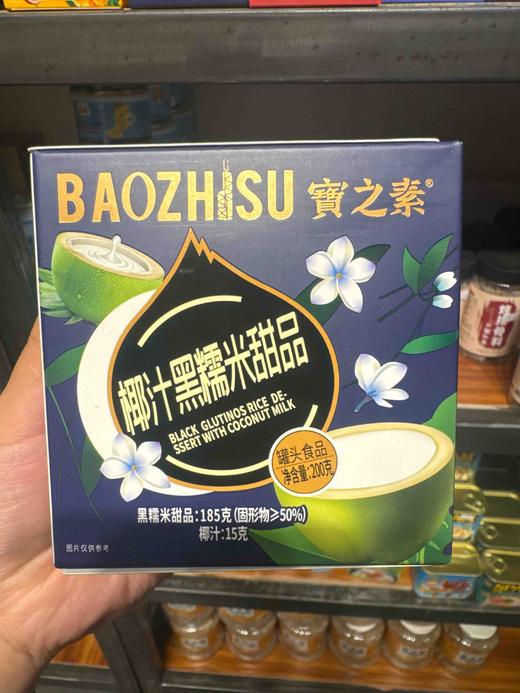 BAOZHISU 寶之素®
椰汁黑糯米甜品
BLACK GLUTINOS RICE DE-
SSERT WITH COCONUT MILK
罐头食品
净含量:200克
黑糯米甜品:185克(固形物≥50%)
椰汁:15克
图片仅供参考